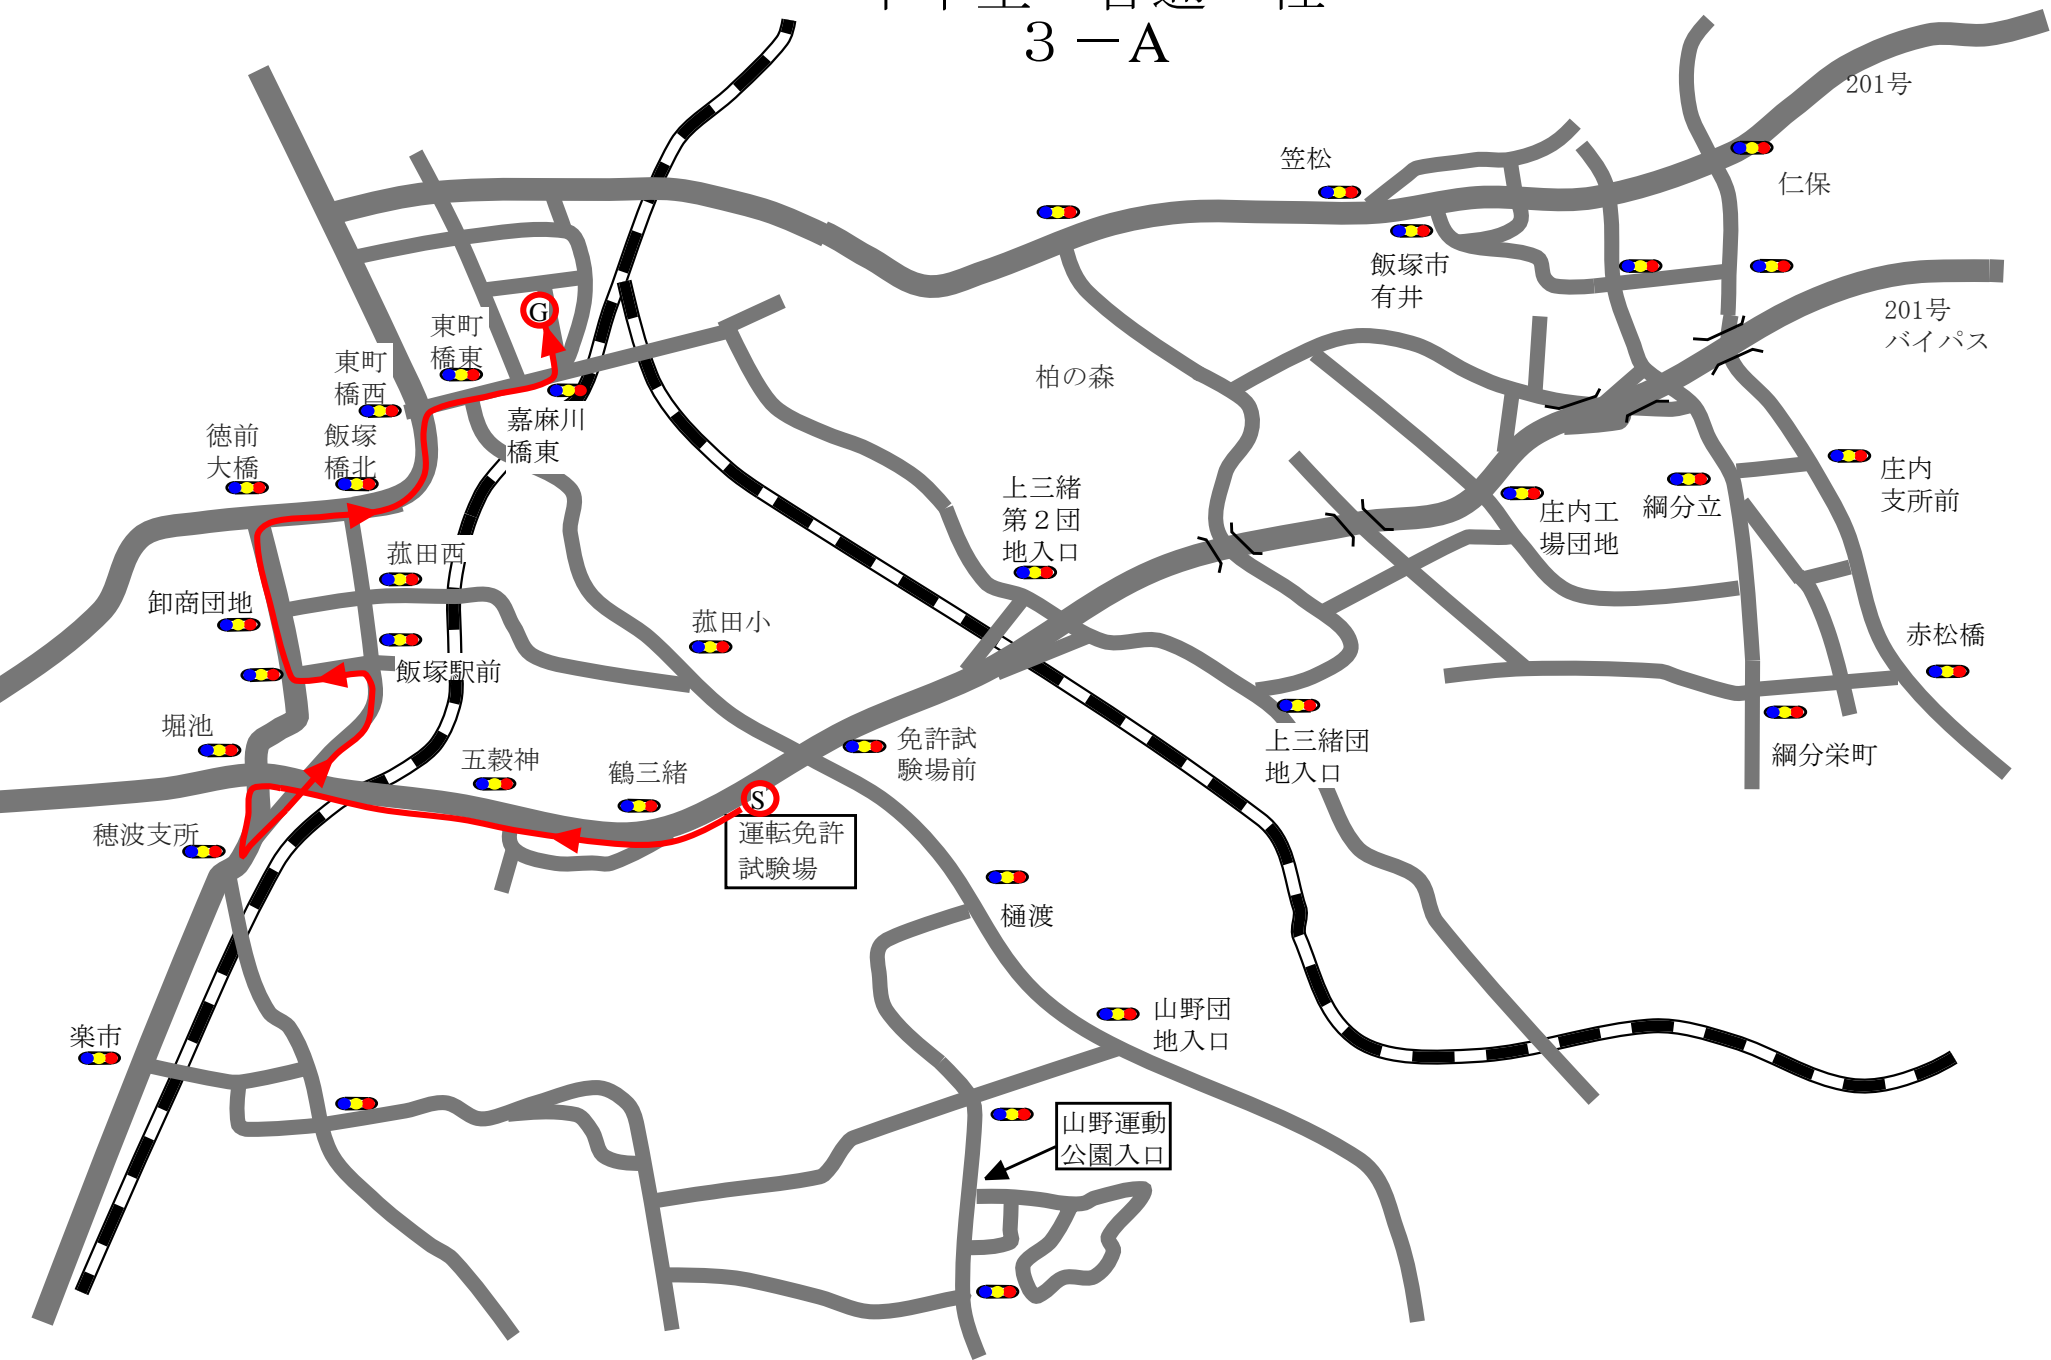 ３－A
201号
笠松
仁保
飯塚市
有井
201号
バイパス
G
東町
橋東
東町
橋西
柏の森
嘉麻川
橋東
徳前
大橋
飯塚
橋北
庄内
支所前
上三緒
第２団
地入口
綱分立
庄内工
場団地
菰田西
卸商団地
菰田小
赤松橋
飯塚駅前
堀池
免許試
験場前
上三緒団
地入口
綱分栄町
五穀神
鶴三緒
S
穂波支所
運転免許
試験場
樋渡
山野団
地入口
楽市
山野運動
公園入口